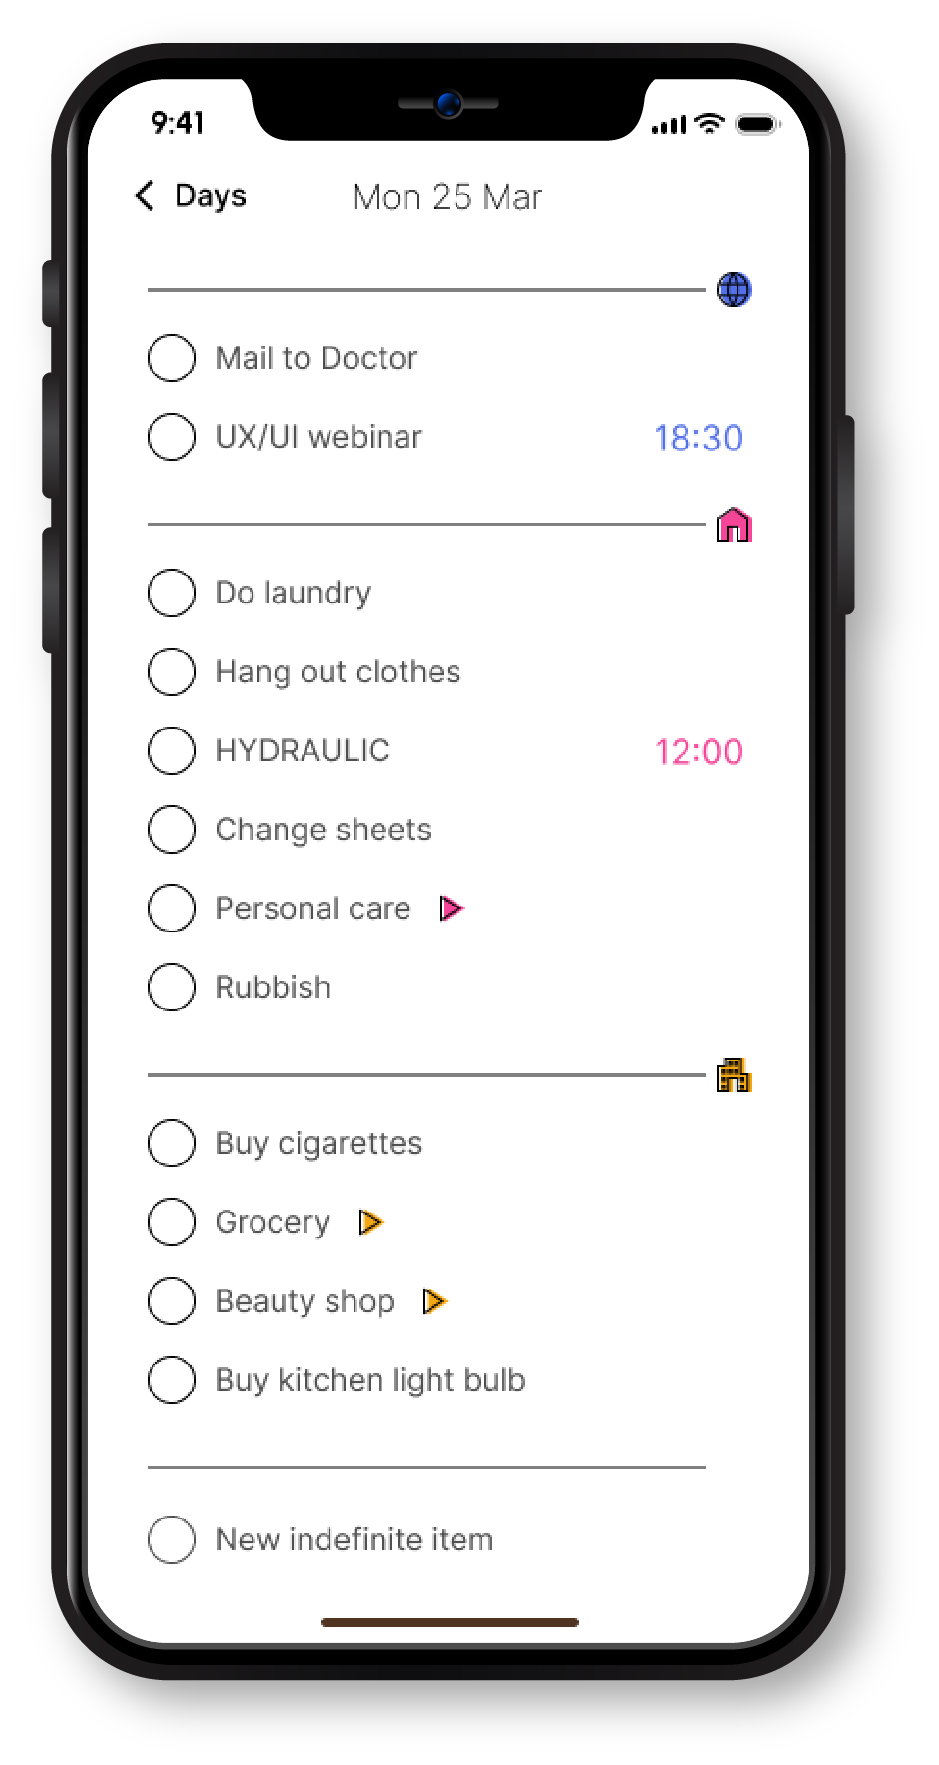 9:41
Days
Mon 25 Mar
Mail to Doctor
UX/UI webinar 18:30
Do laundry
Hang out clothes
HYDRAULIC 12:00
Change sheets
Personal care
Rubbish
Buy cigarettes
Grocery
Beauty shop
Buy kitchen light bulb
New indefinite item